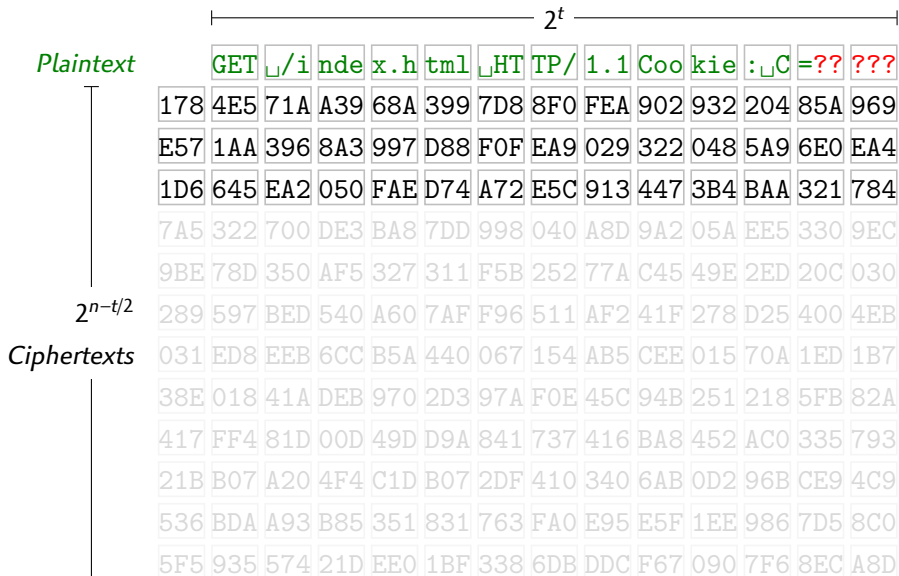 2^t
Plaintext GET ␣/i nde x.h tml ␣HT TP/ 1.1 Coo kie :␣C =?? ???
178 4E5 71A A39 68A 399 7D8 8F0 FEA 902 932 204 85A 969
E57 1AA 396 8A3 997 D88 F0F EA9 029 322 048 5A9 6E0 EA4
1D6 645 EA2 050 FAE D74 A72 E5C 913 447 3B4 BAA 321 784
7A5 322 700 DE3 BA8 7DD 998 040 A8D 9A2 05A EE5 330 9EC
9BE 78D 350 AF5 327 311 F5B 252 77A C45 49E 2ED 20C 030
2^{n–t/2} 289 597 BED 540 A60 7AF F96 511 AF2 41F 278 D25 400 4EB
Ciphertexts 031 ED8 EEB 6CC B5A 440 067 154 AB5 CEE 015 70A 1ED 1B7
38E 018 41A DEB 970 2D3 97A F0E 45C 94B 251 218 5FB 82A
417 FF4 81D 00D 49D D9A 841 737 416 BA8 452 AC0 335 793
21B B07 A20 4F4 C1D B07 2DF 410 340 6AB 0D2 96B CE9 4C9
536 BDA A93 B85 351 831 763 FA0 E95 E5F 1EE 986 7D5 8C0
5F5 935 574 21D EE0 1BF 338 6DB DDC F67 090 7F6 8EC A8D